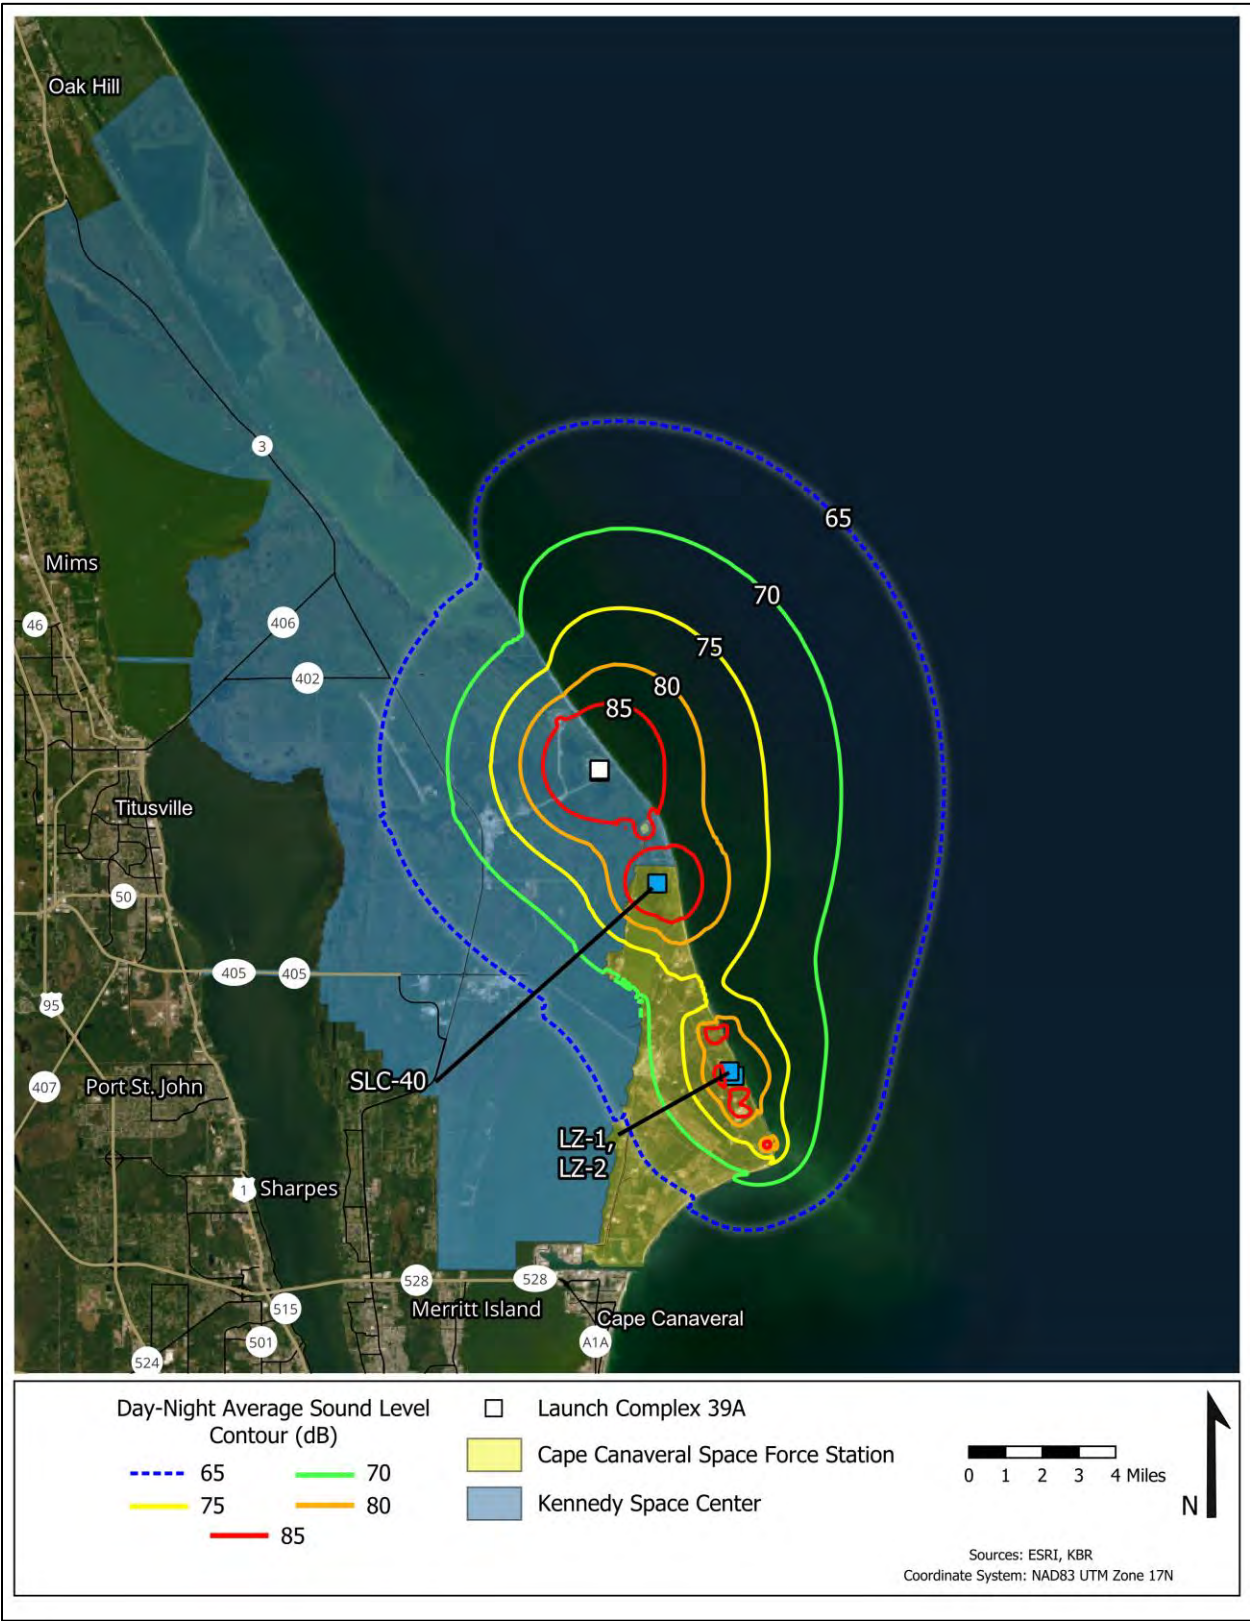 Oak Hill
3
65
Mims
70
406
46
75
402
80
85
Titusville
50
405
405
95
SLC-40
407
Port St. John
LZ-1,
LZ-2
1
Sharpes
528
528
515
Merritt Island
Cape Canaveral
501
A1A
524
Day-Night Average Sound Level
Contour (dB)
65
70
75
80
85
Launch Complex 39A
Cape Canaveral Space Force Station
Kennedy Space Center
0 1 2 3 4 Miles
N
Sources: ESRI, KBR
Coordinate System: NAD83 UTM Zone 17N